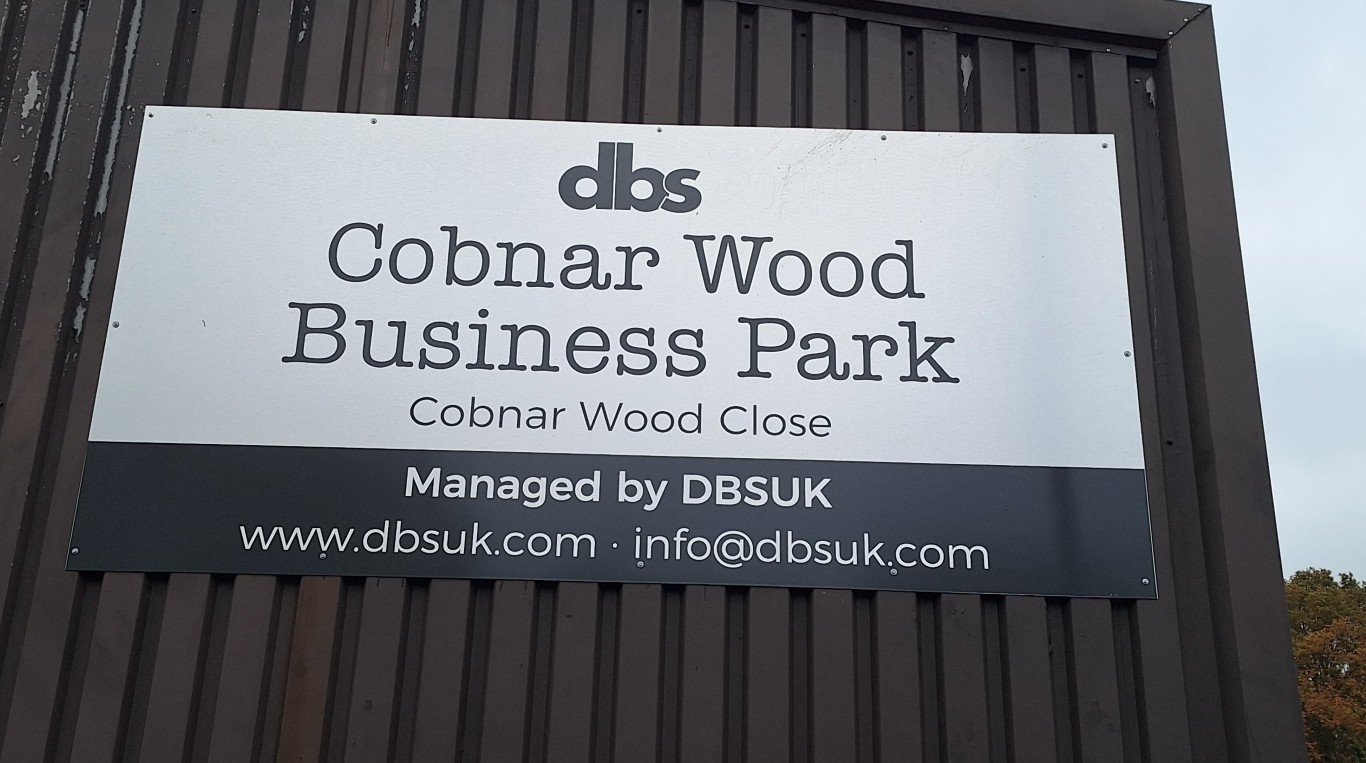 dbs
Cobnar Wood
Business Park
Cobnar Wood Close
Managed by DBSUK
www.dbsuk.com · info@dbsuk.com